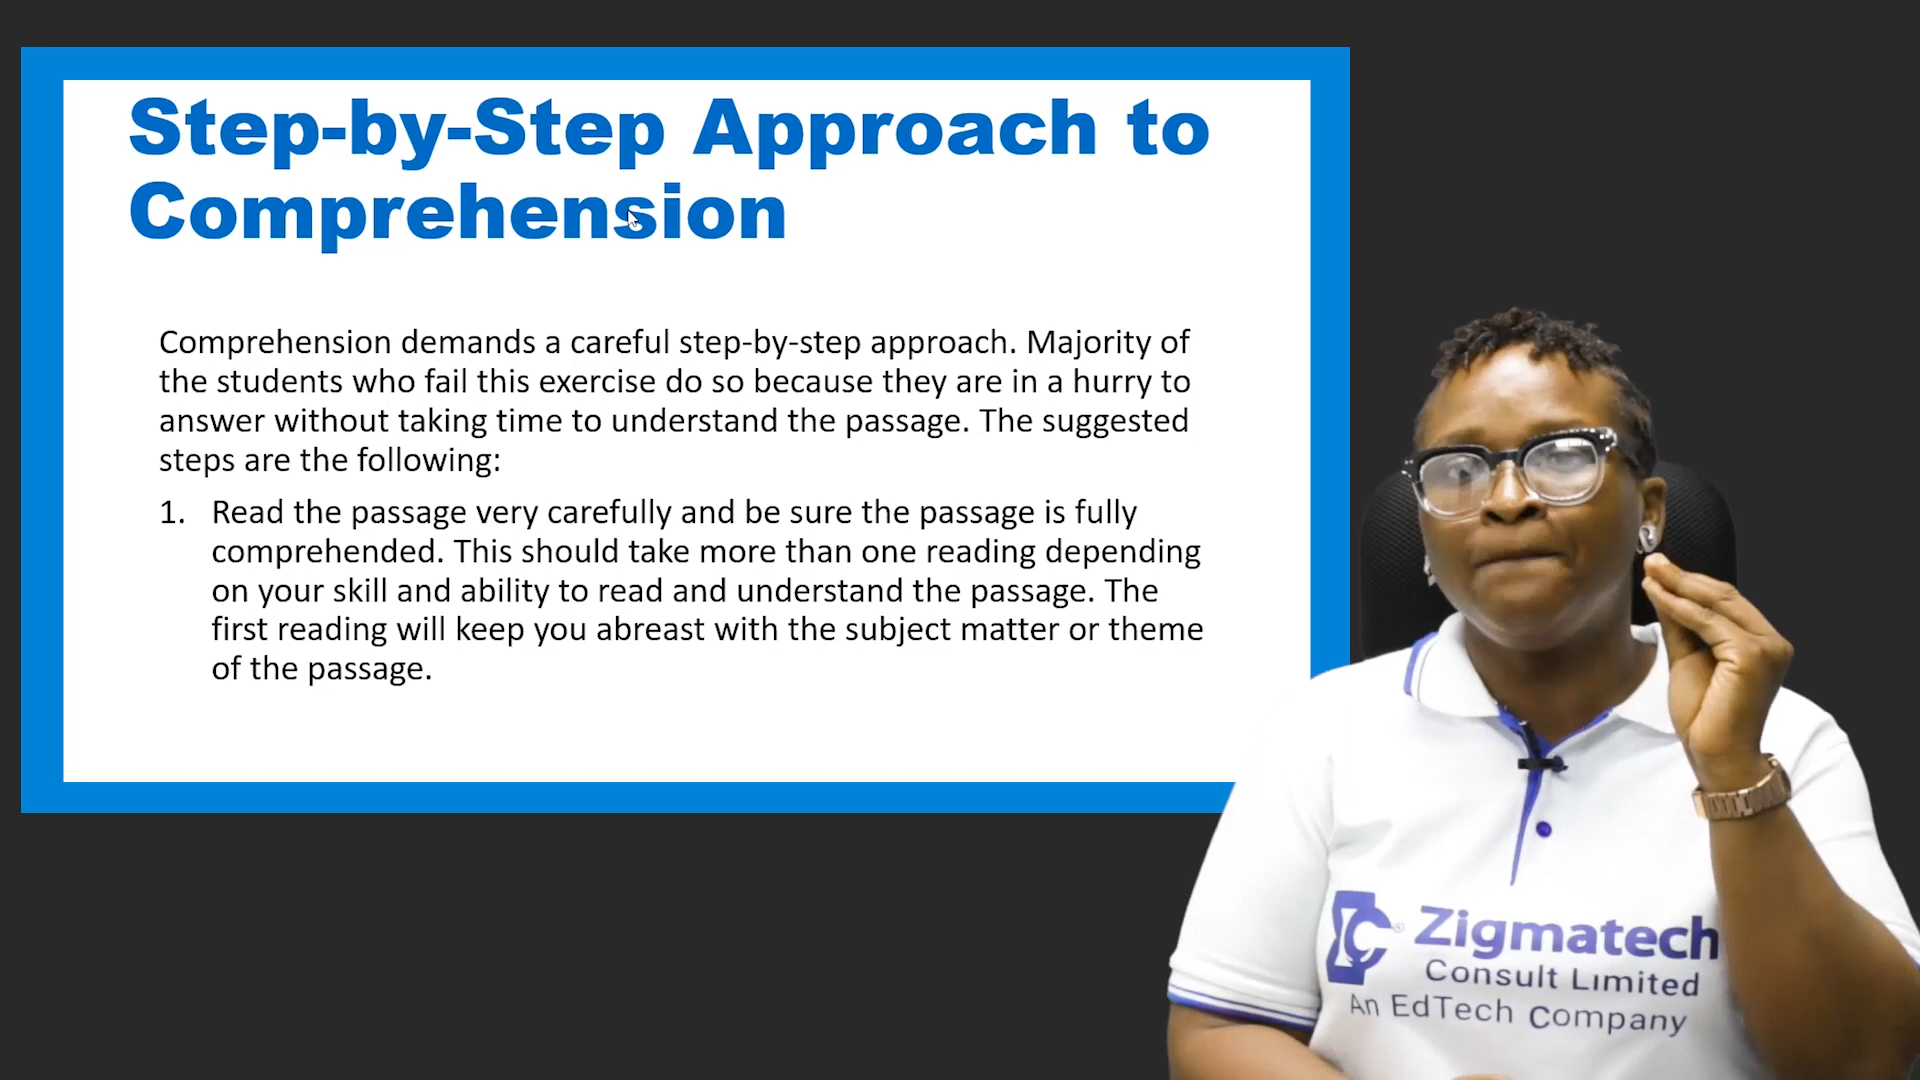 Step-by-Step Approach to
Comprehension
Comprehension demands a careful step-by-step approach. Majority of
the students who fail this exercise do so because they are in a hurry to
answer without taking time to understand the passage. The suggested
steps are the following:
1. Read the passage very carefully and be sure the passage is fully
comprehended. This should take more than one reading depending
on your skill and ability to read and understand the passage. The
first reading will keep you abreast with the subject matter or theme
of the passage.
Zigmatech
Consult Limited
An EdTech Company